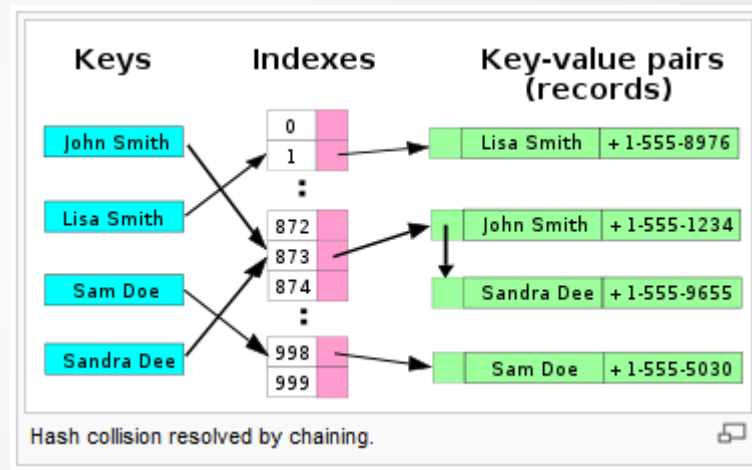 Keys
Indexes
Key-value pairs
(records)
John Smith
Lisa Smith
Sam Doe
Sandra Dee
0
1
:
872
873
874
:
998
999
Lisa Smith +1-555-8976
John Smith +1-555-1234
Sandra Dee +1-555-9655
Sam Doe +1-555-5030
Hash collision resolved by chaining.